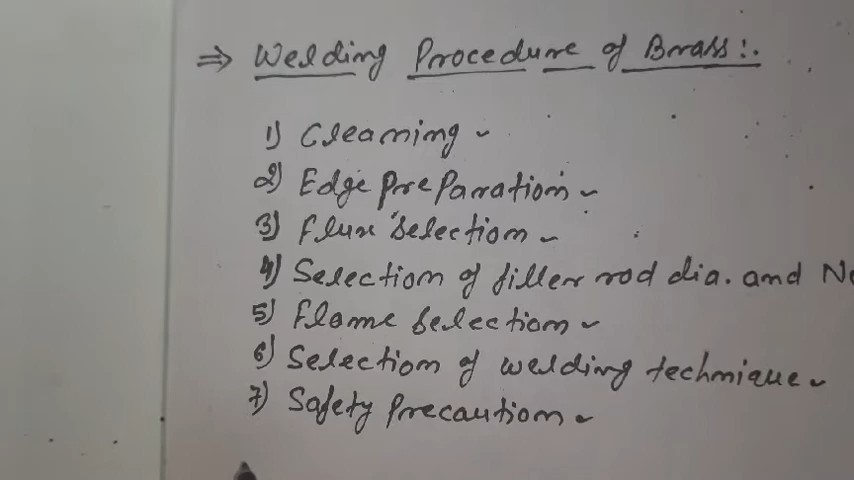 ⇒ Welding Procedure of Brass:.
1) Cleaning
2) Edge Preparation
3) Flux Selection
4) Selection of filler rod dia. and
5) Flame Selection
6) Selection of welding technique
7) Safety Precaution